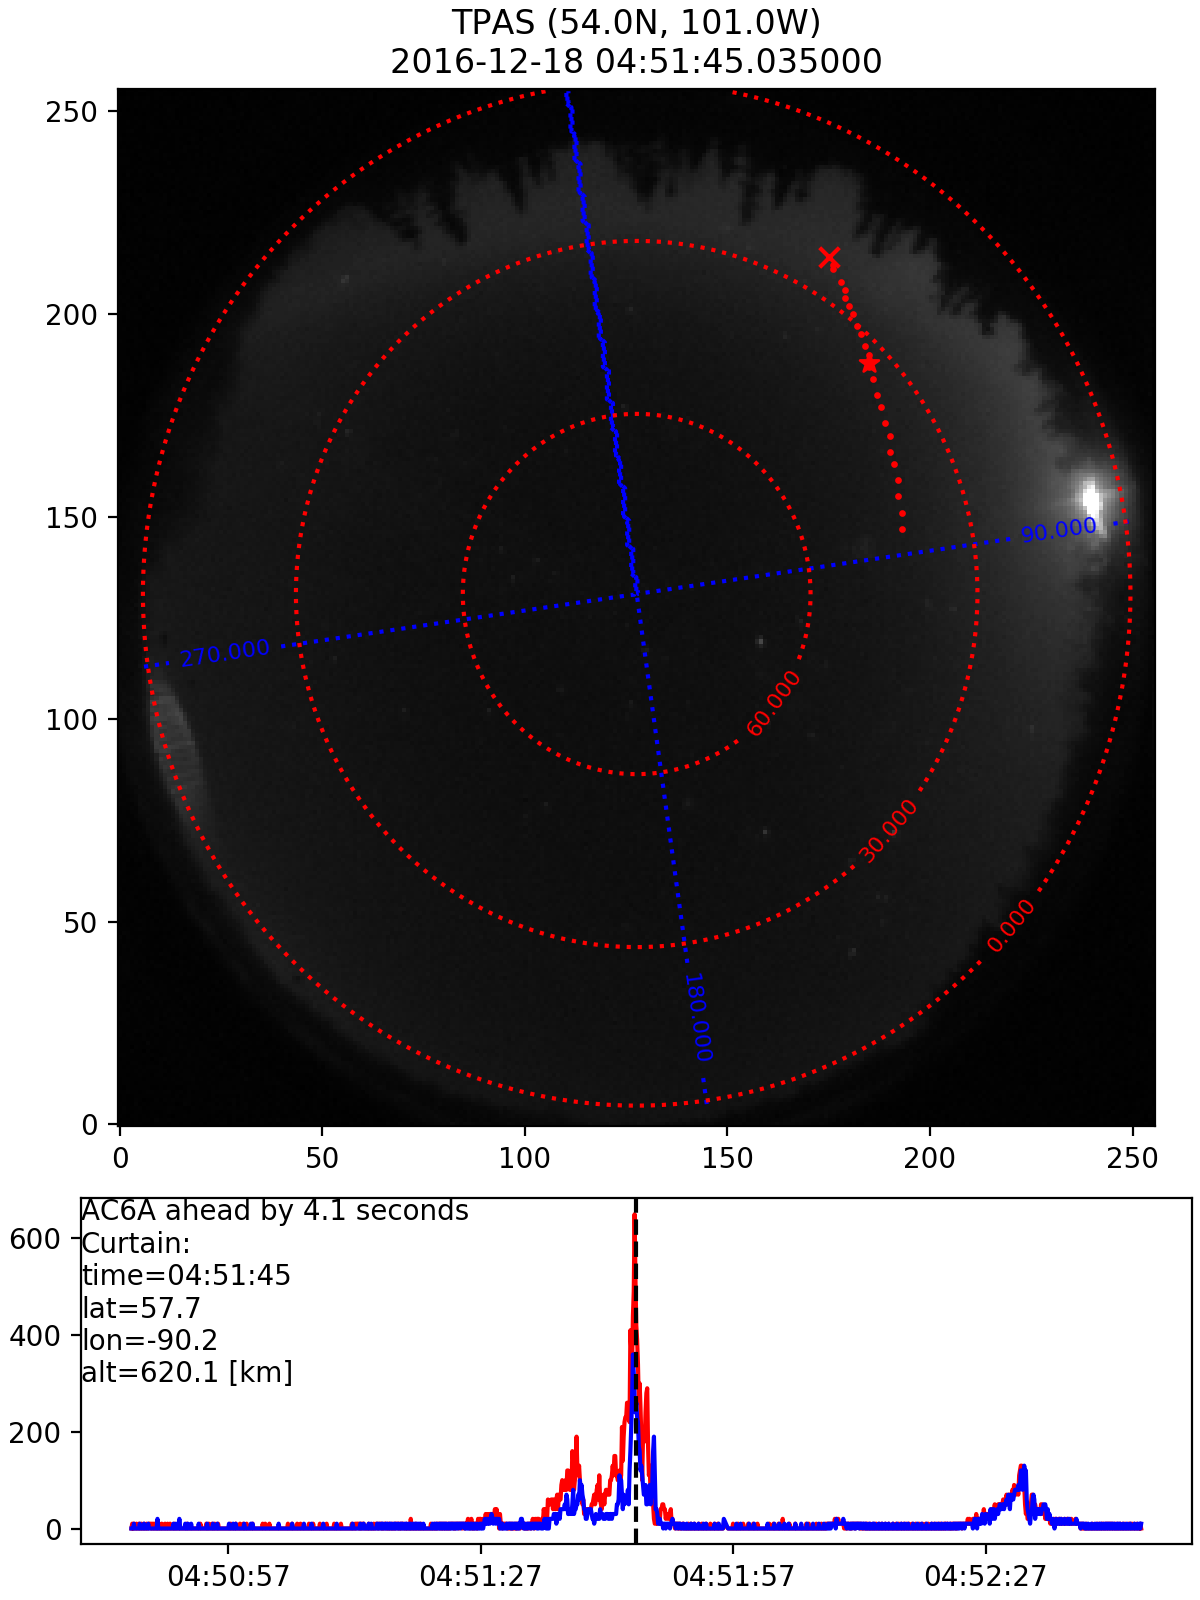 TPAS (54.0N, 101.0W)
2016-12-18 04:51:45.035000
250
200
150
100
50
0
90.000
270.000
60.000
30.000
180.000
0.000
0 50 100 150 200 250
AC6A ahead by 4.1 seconds
Curtain:
time=04:51:45
lat=57.7
lon=-90.2
alt=620.1 [km]
600
400
200
0
04:50:57 04:51:27 04:51:57 04:52:27